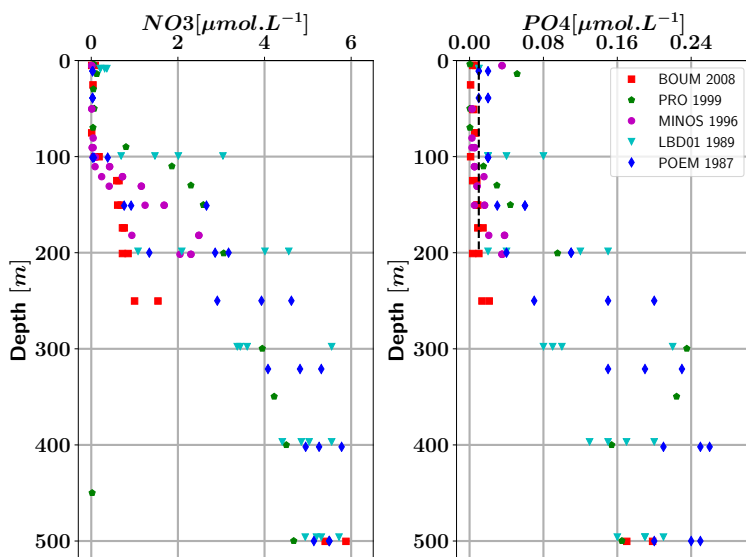 NO3[μmol.L⁻¹]
0 2 4 6
0
100
200
300
400
500
Depth [m]
PO4[μmol.L⁻¹]
0.00 0.08 0.16 0.24
0
100
200
300
400
500
Depth [m]
BOUM 2008
PRO 1999
MINOS 1996
LBD01 1989
POEM 1987